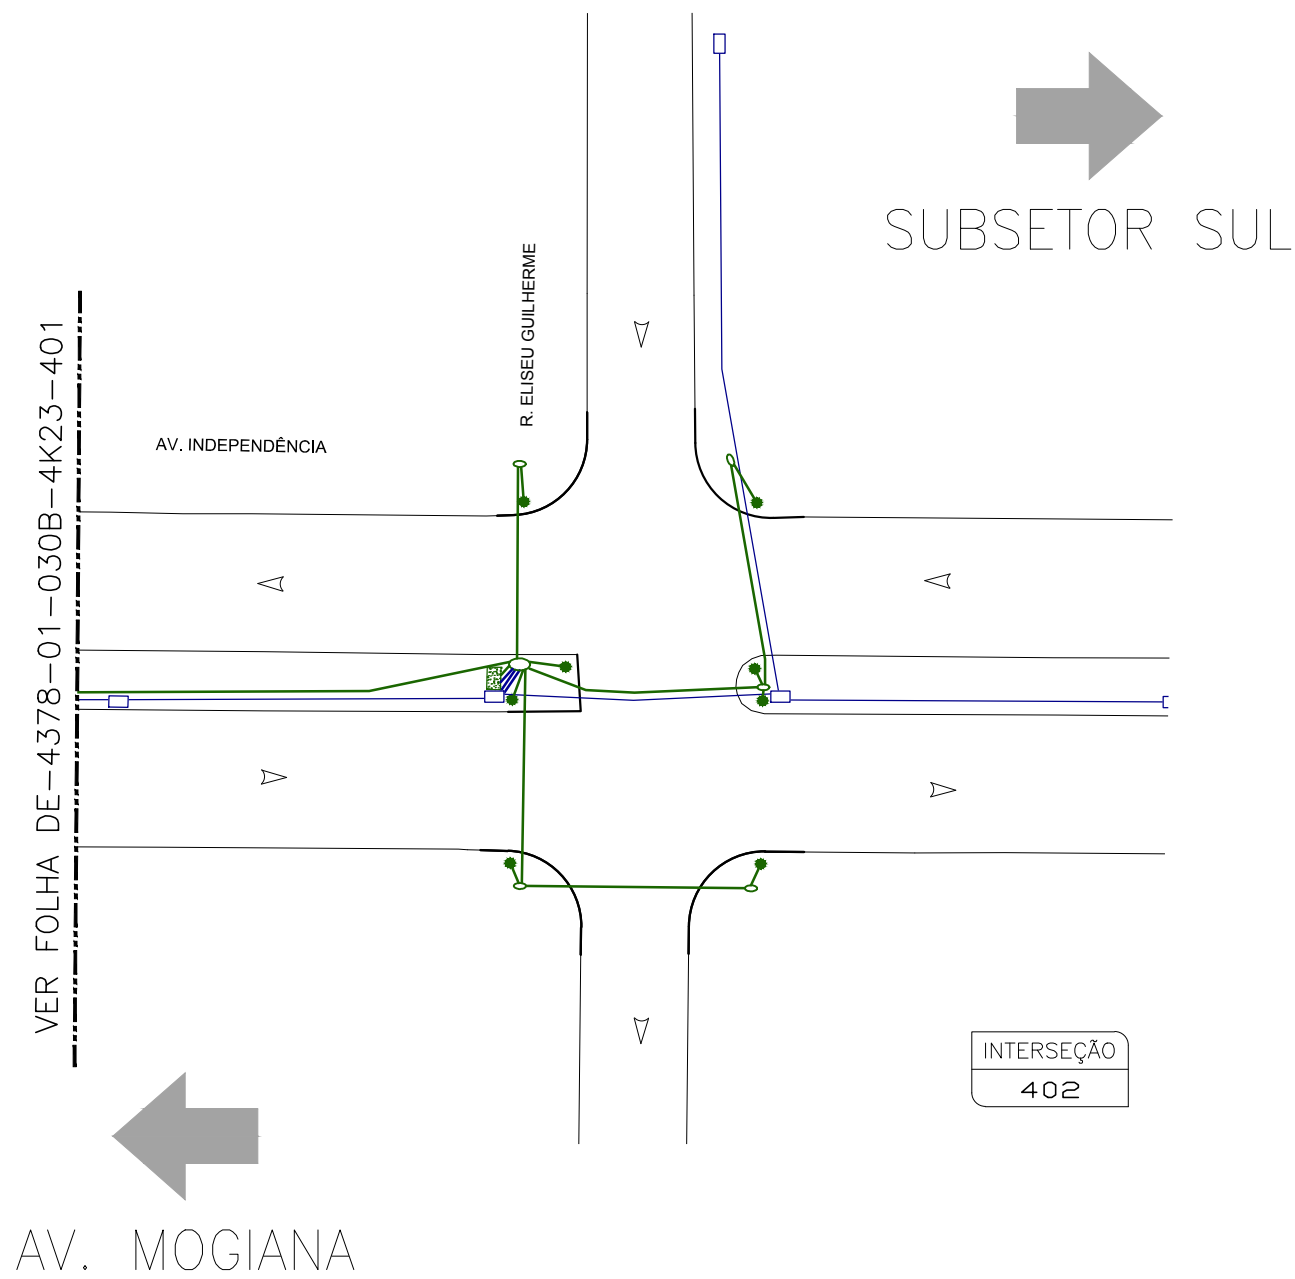 SUBSETOR SUL
R. ELISEU GUILHERME
VER FOLHA DE-4378-01-030B-4K23-401
AV. INDEPENDÊNCIA
INTERSEÇÃO
402
AV. MOGIANA